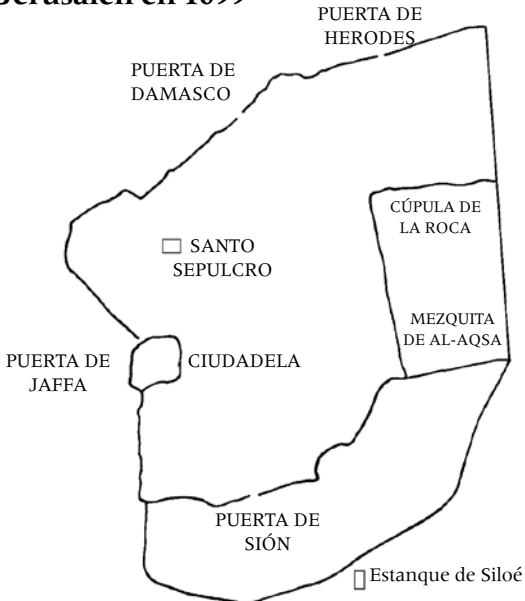 Jerusalén en 1099
PUERTA DE
HERODES
PUERTA DE
DAMASCO
CÚPULA DE
LA ROCA
SANTO
SEPULCRO
MEZQUITA
DE AL-AQSA
PUERTA DE
JAFFA
CIUDADELA
PUERTA DE
SIÓN
Estanque de Siloé